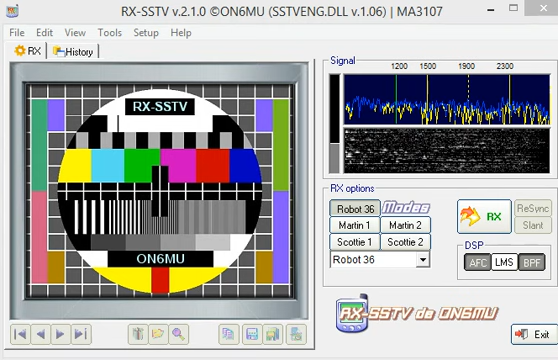 RX-SSTV v.2.1.0 ©ON6MU (SSTVENG.DLL v.1.06) | MA3107
File Edit View Tools Setup Help
RX History
RX-SSTV
ON6MU
Signal
1200 1500 1900 2300
RX options
Robot 36 Modes
Martin 1 Martin 2
Scottie 1 Scottie 2
Robot 36
RX
ReSync
Slant
DSP
AFC LMS BPF
RX-SSTV de ON6MU
Exit